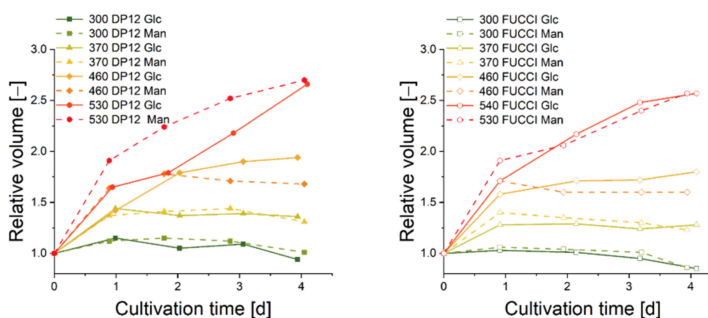 300 DP12 Glc
300 DP12 Man
370 DP12 Glc
370 DP12 Man
460 DP12 Glc
460 DP12 Man
530 DP12 Glc
530 DP12 Man
3.0
2.5
2.0
1.5
1.0
Relative volume [–]
0 1 2 3 4
Cultivation time [d]
300 FUCCI Glc
300 FUCCI Man
370 FUCCI Glc
370 FUCCI Man
460 FUCCI Glc
460 FUCCI Man
540 FUCCI Glc
530 FUCCI Man
3.0
2.5
2.0
1.5
1.0
Relative volume [–]
0 1 2 3 4
Cultivation time [d]